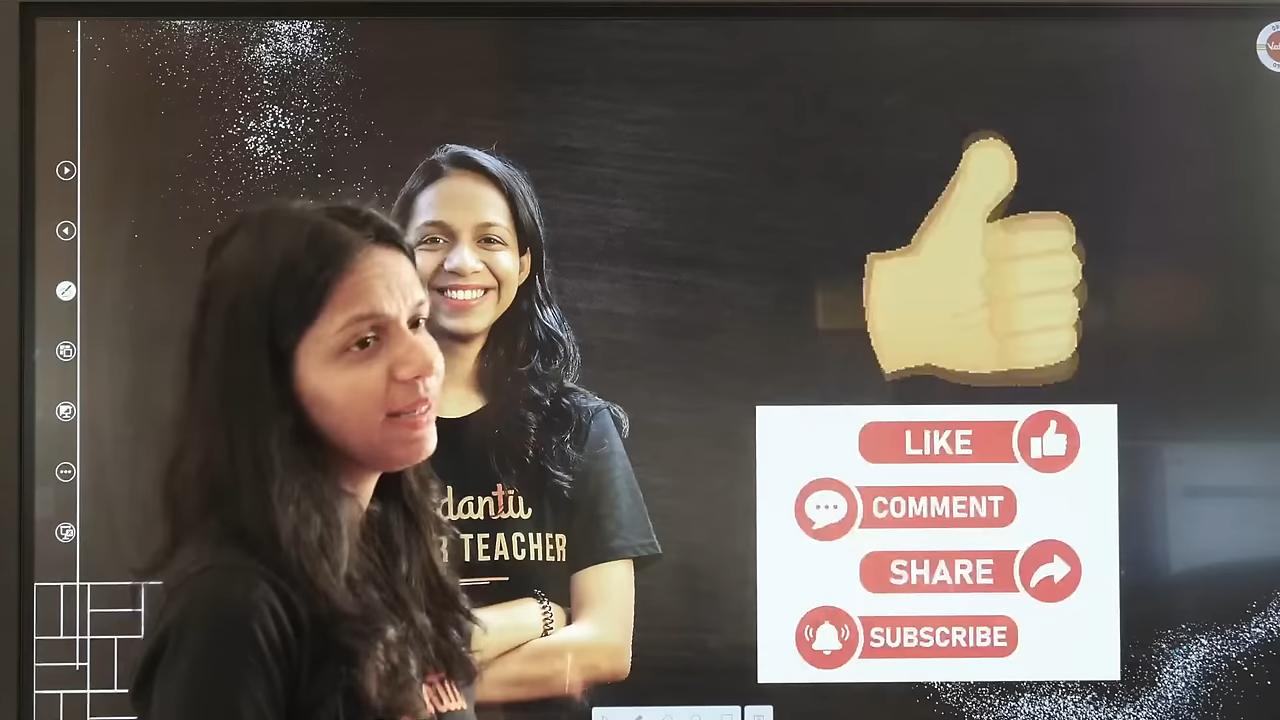 dantu
R TEACHER
LIKE
COMMENT
SHARE
SUBSCRIBE